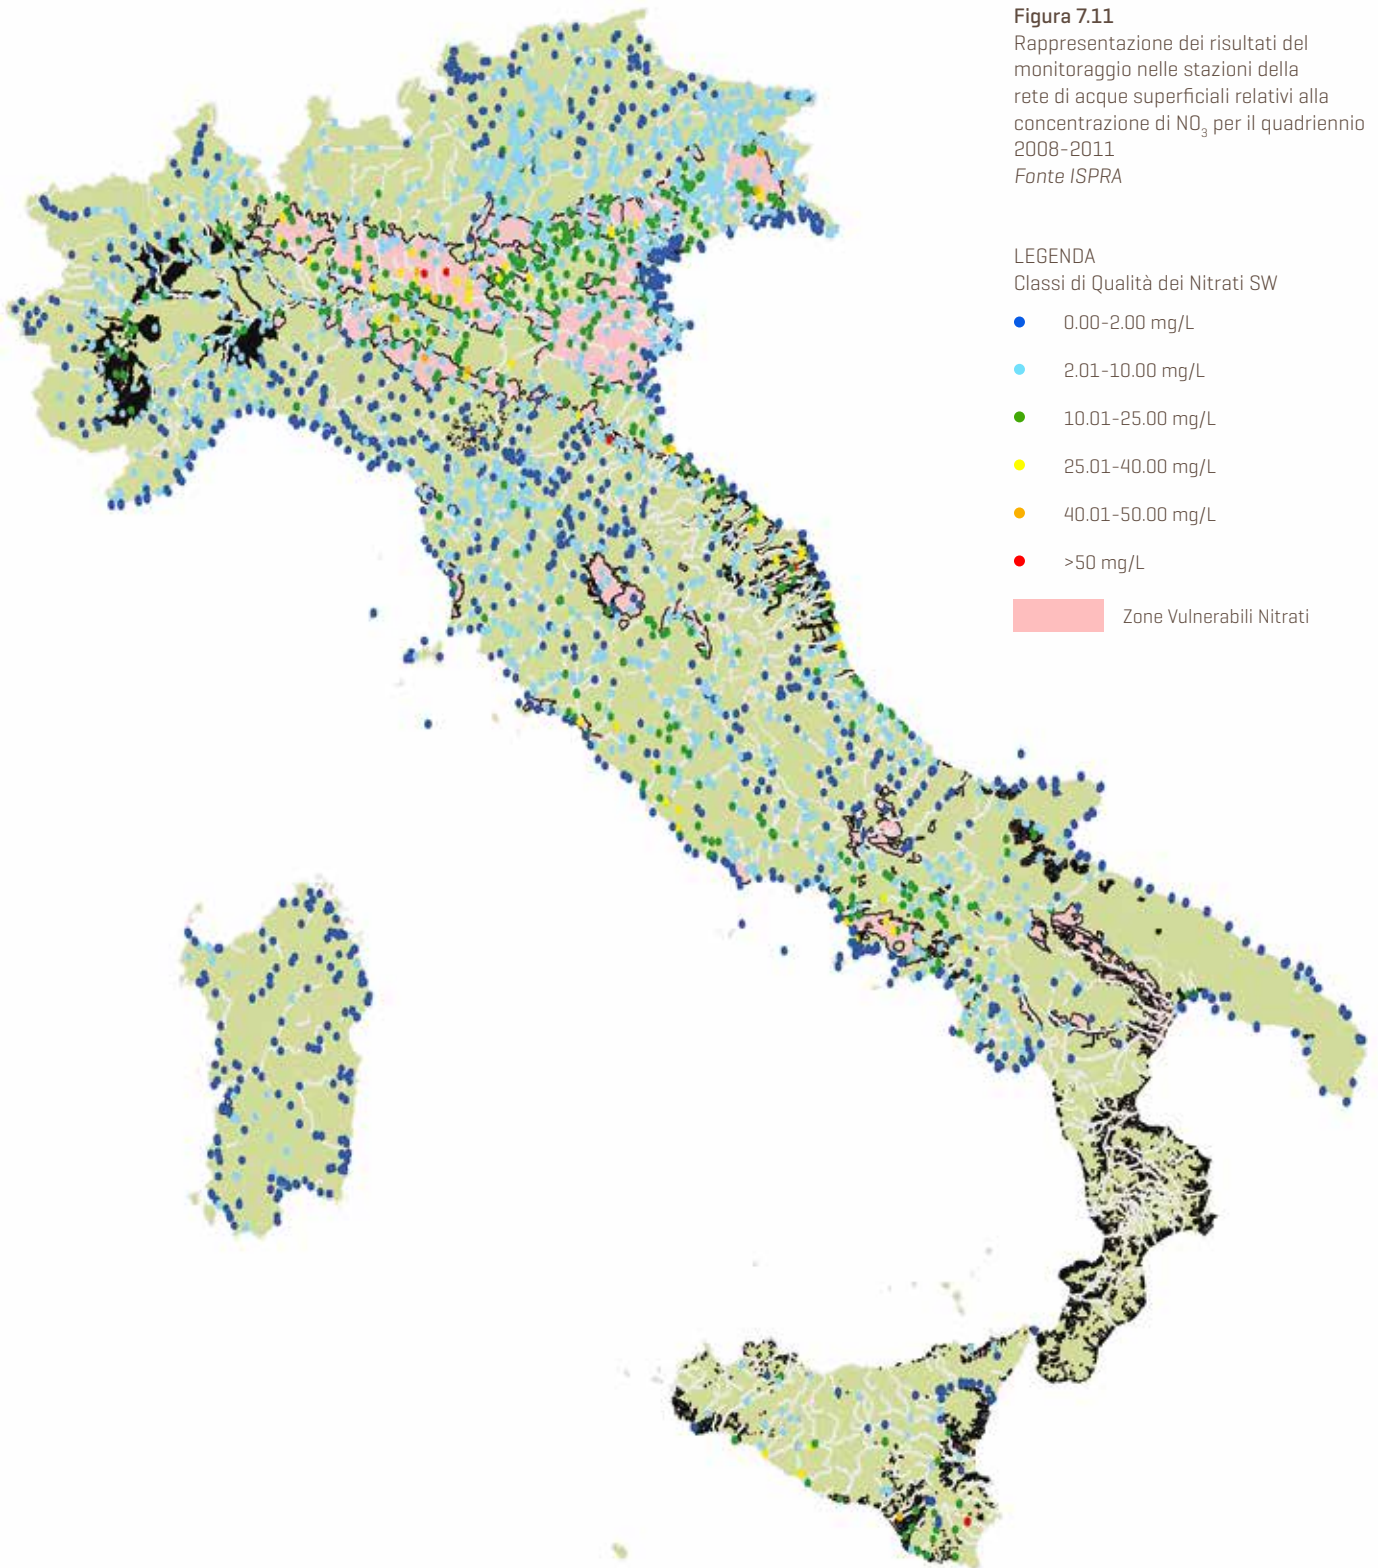 Figura 7.11
Rappresentazione dei risultati del
monitoraggio nelle stazioni della
rete di acque superficiali relativi alla
concentrazione di NO₃ per il quadriennio
2008-2011
Fonte ISPRA
LEGENDA
Classi di Qualità dei Nitrati SW
0.00-2.00 mg/L
2.01-10.00 mg/L
10.01-25.00 mg/L
25.01-40.00 mg/L
40.01-50.00 mg/L
>50 mg/L
Zone Vulnerabili Nitrati